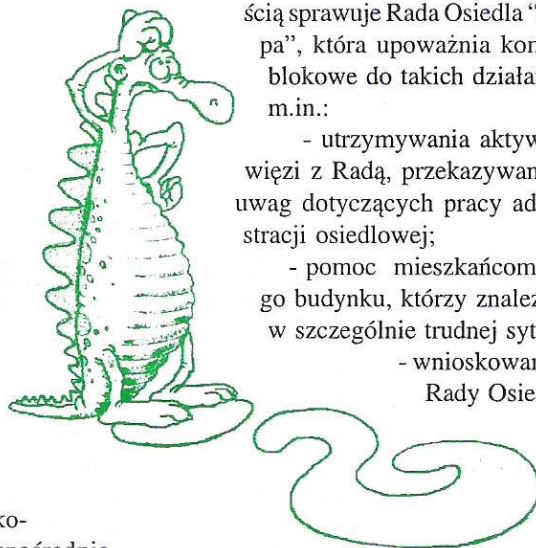 ścią sprawuje Rada Osiedla “
pa”, która upoważnia kom
blokowe do takich działa
m.in.:
- utrzymywania aktyw
więzi z Radą, przekazywan
uwag dotyczących pracy ad
stracji osiedlowej;
- pomoc mieszkańcom
go budynku, którzy znale
w szczególnie trudnej syt
- wnioskowan
Rady Osie
ko-